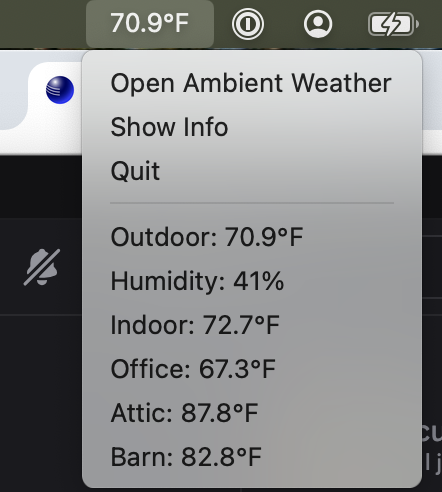 70.9°F
Open Ambient Weather
Show Info
Quit
Outdoor: 70.9°F
Humidity: 41%
Indoor: 72.7°F
Office: 67.3°F
Attic: 87.8°F
Barn: 82.8°F